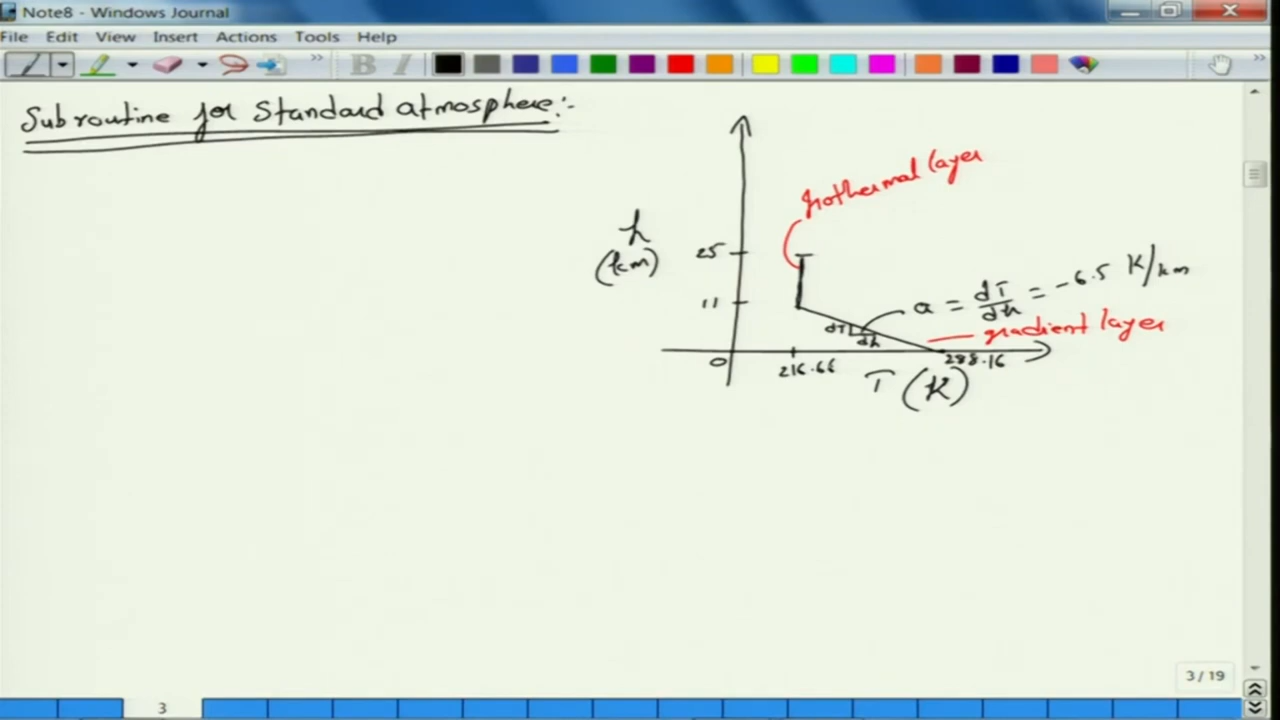 Note8 - Windows Journal
File Edit View Insert Actions Tools Help
B I
Subroutine for Standard atmosphere:-
Isothermal layer
h
(km)
25
11
a = dT/dh = -6.5 K/km
dT
dh
gradient layer
0
216.66
288.16
T (K)
3 / 19
3